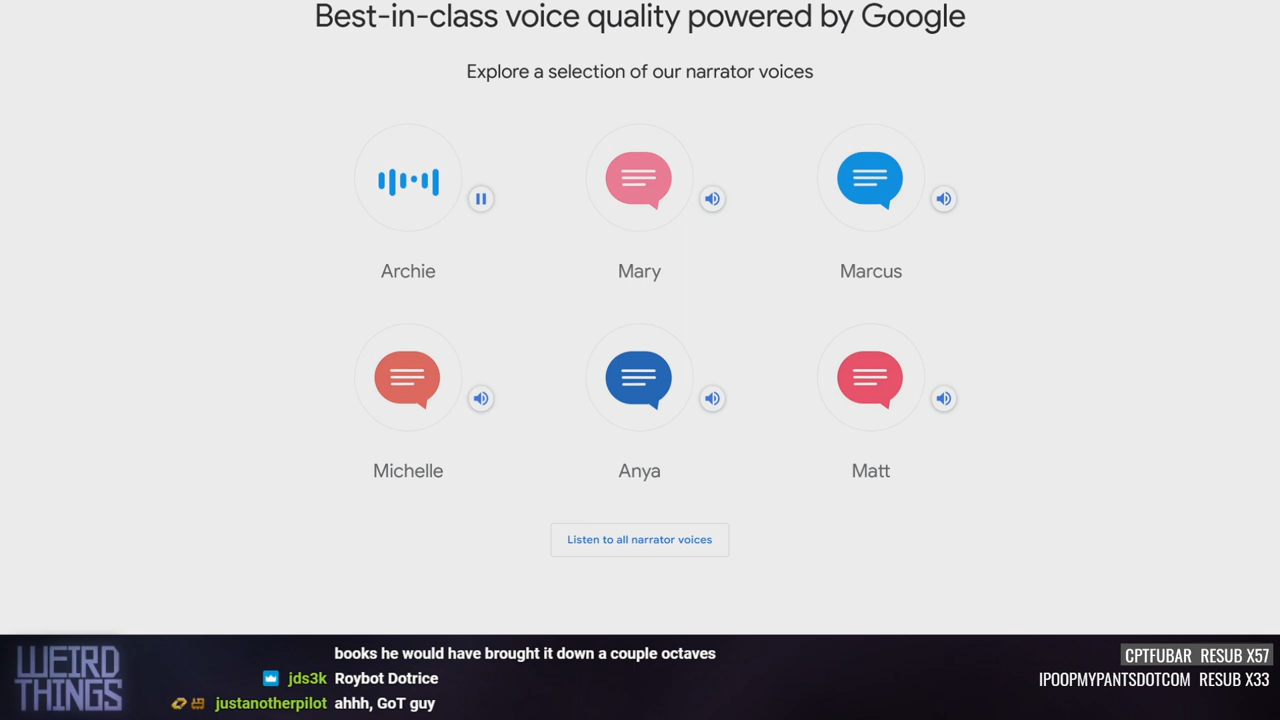 Best-in-class voice quality powered by Google
Explore a selection of our narrator voices
Archie
Mary
Marcus
Michelle
Anya
Matt
Listen to all narrator voices
WEIRD
THINGS
books he would have brought it down a couple octaves
jds3k Roybot Dotrice
justanotherpilot ahhh, GoT guy
CPTFUBAR RESUB X57
IPOOPMYPANTSDOTCOM RESUB X33